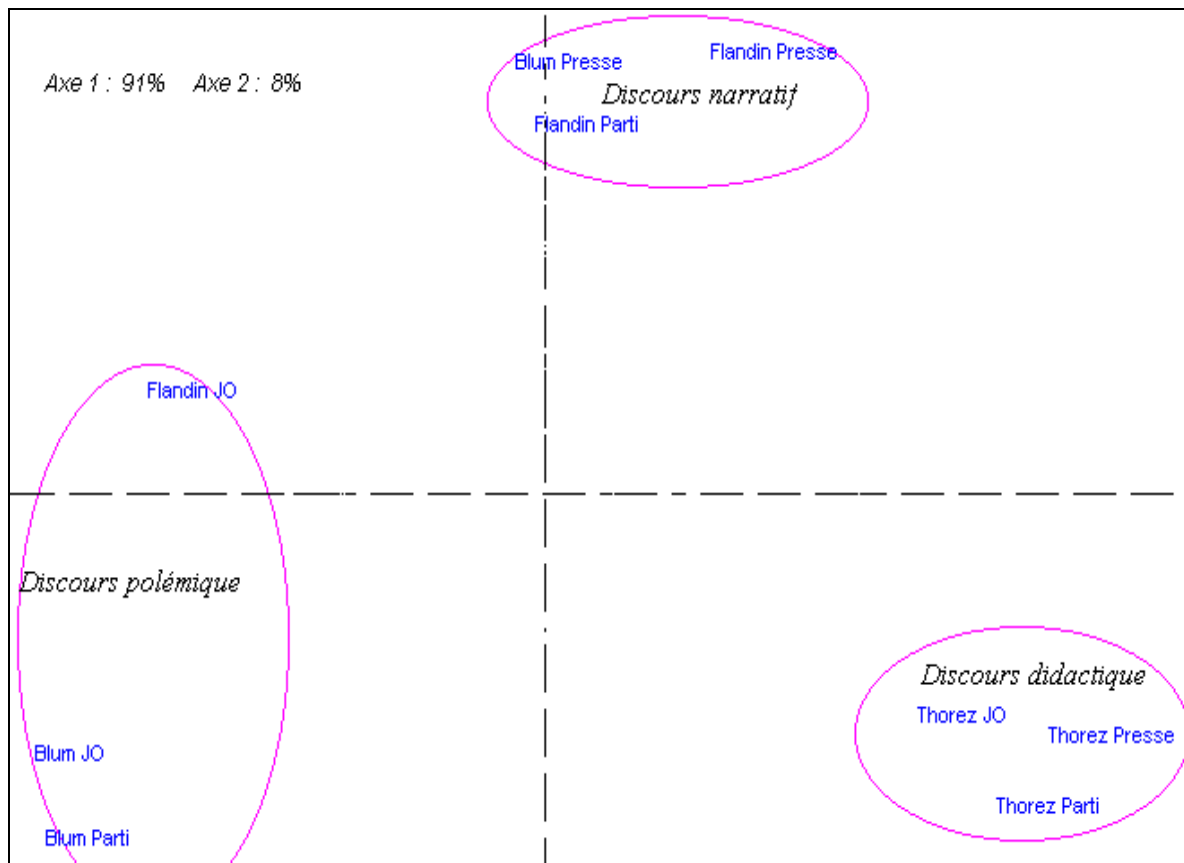 Blum Presse
Flandin Presse
Axe 1 : 91% Axe 2 : 8%
Discours narratif
Flandin Parti
Flandin JO
Discours polémique
Discours didactique
Thorez JO
Thorez Presse
Blum JO
Thorez Parti
Blum Parti